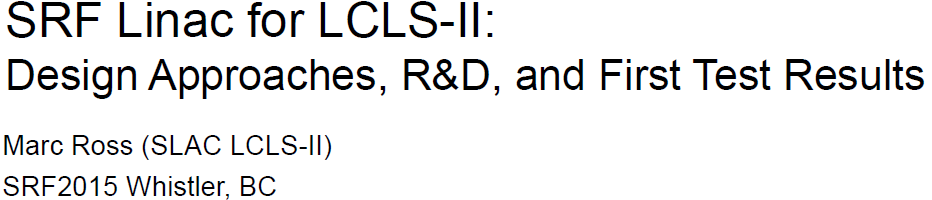 SRF Linac for LCLS-II:
Design Approaches, R&D, and First Test Results
Marc Ross (SLAC LCLS-II)
SRF2015 Whistler, BC